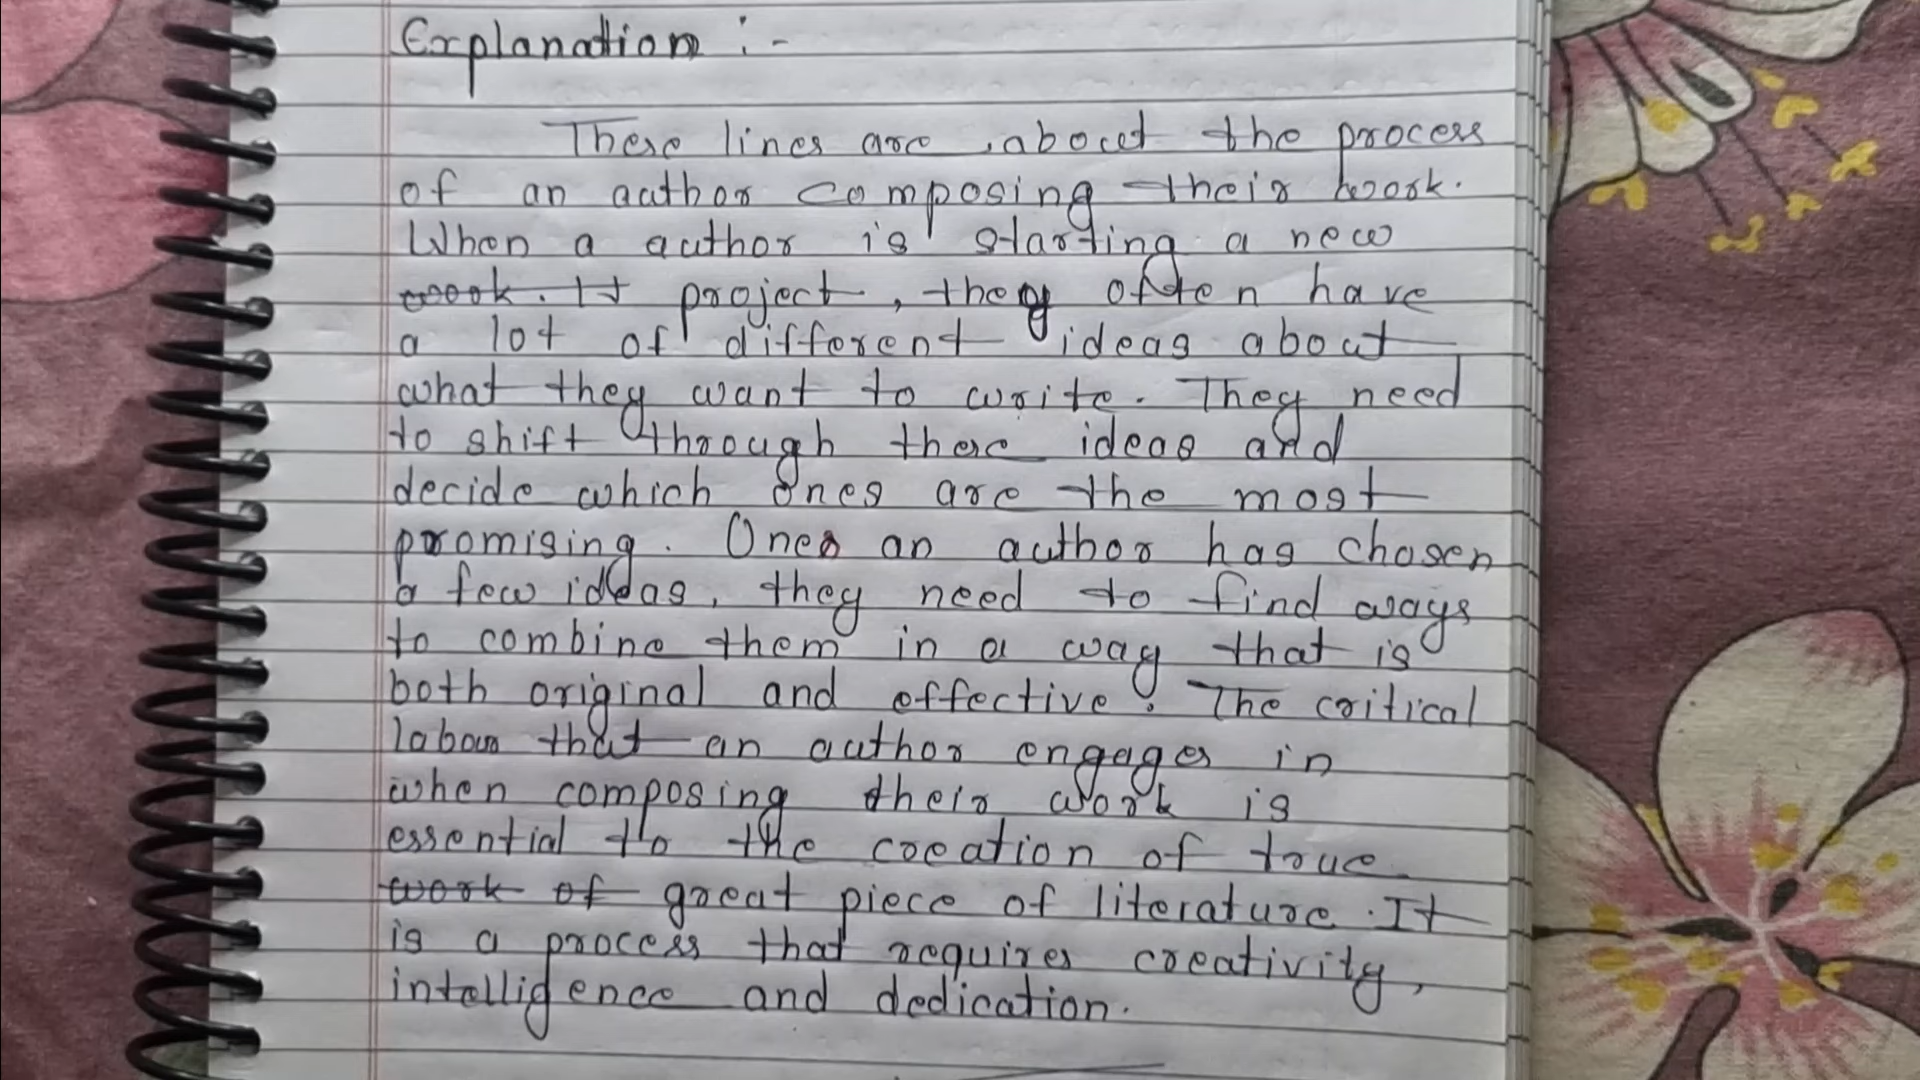 Explanation :-
These lines are about the process
of an author composing their work.
When a author is starting a new
work. It project, they often have
a lot of different ideas about
what they want to write. They need
to shift through these ideas and
decide which ones are the most
promising. Once an author has chosen
a few ideas, they need to find ways
to combine them in a way that is
both original and effective. The critical
labour that an author engages in
when composing their work is
essential to the creation of true
work of great piece of literature. It
is a process that requires creativity,
intelligence and dedication.